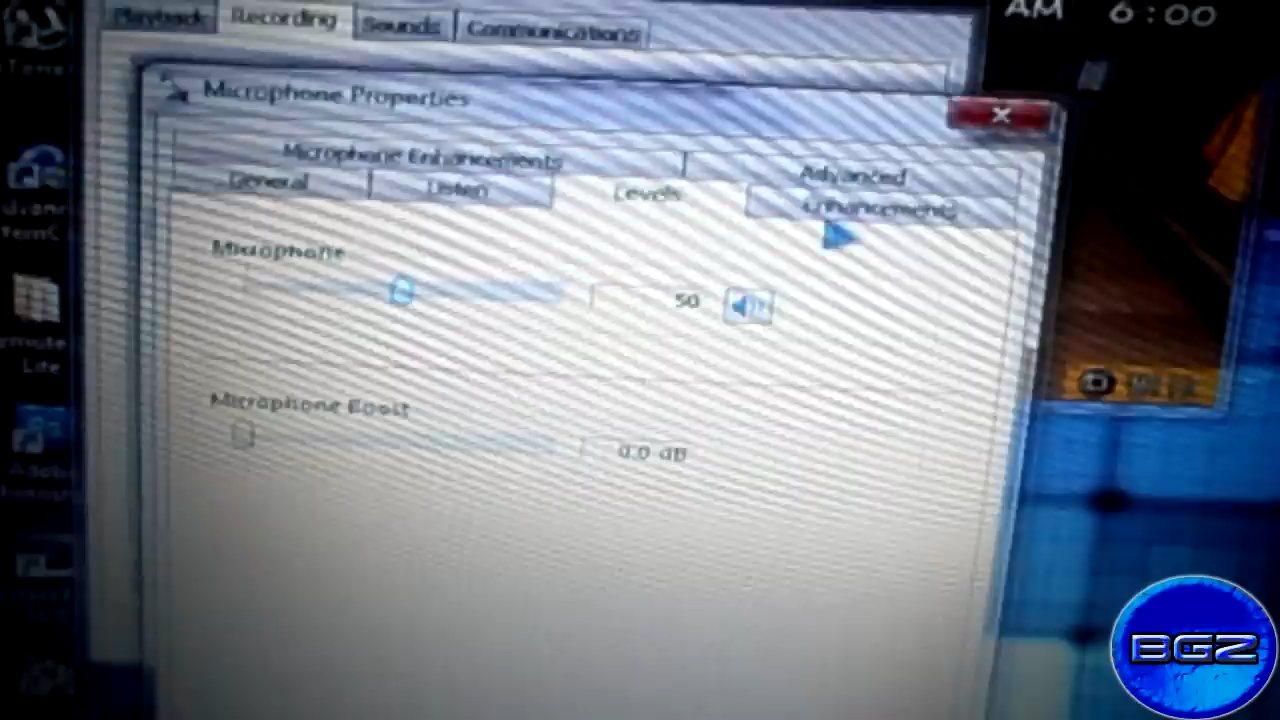 Playback Recording Sounds Communications
AM 6:00
Microphone Properties
Microphone Enhancements Advanced
General Listen Levels Enhancements
Microphone
50
Microphone Boost
0.0 dB
Lite
BGZ